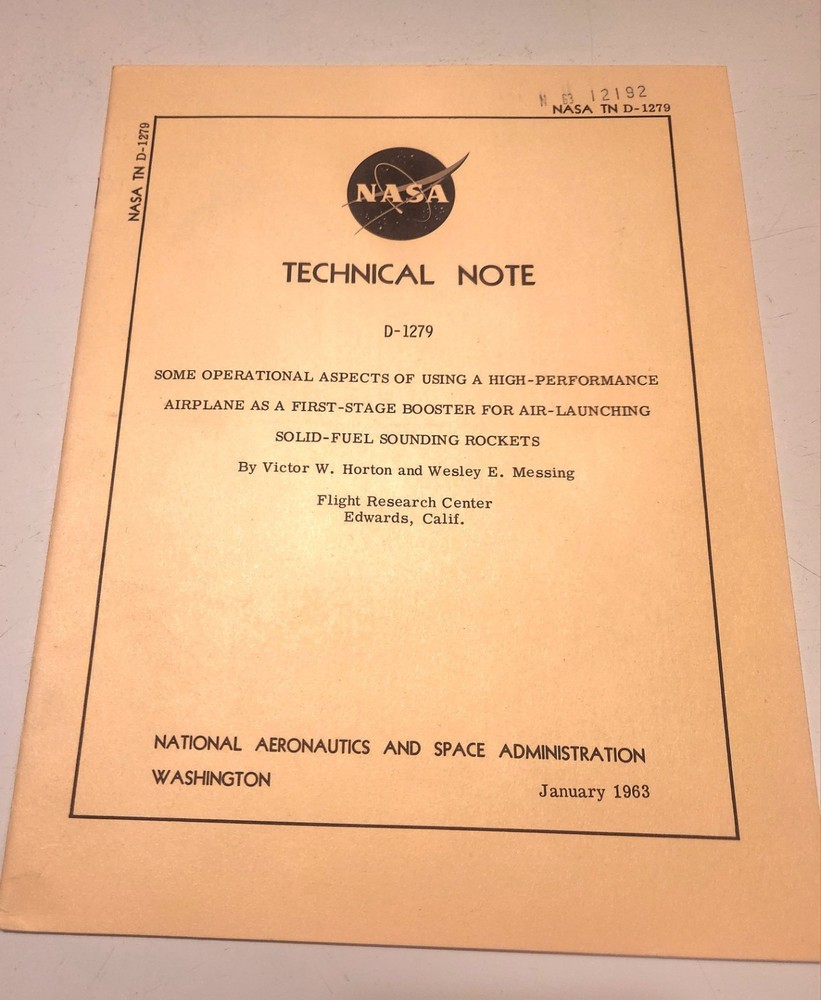 N 63 12192
NASA TN D-1279
NASA TN D-1279
NASA
TECHNICAL NOTE
D-1279
SOME OPERATIONAL ASPECTS OF USING A HIGH-PERFORMANCE
AIRPLANE AS A FIRST-STAGE BOOSTER FOR AIR-LAUNCHING
SOLID-FUEL SOUNDING ROCKETS
By Victor W. Horton and Wesley E. Messing
Flight Research Center
Edwards, Calif.
NATIONAL AERONAUTICS AND SPACE ADMINISTRATION
WASHINGTON
January 1963